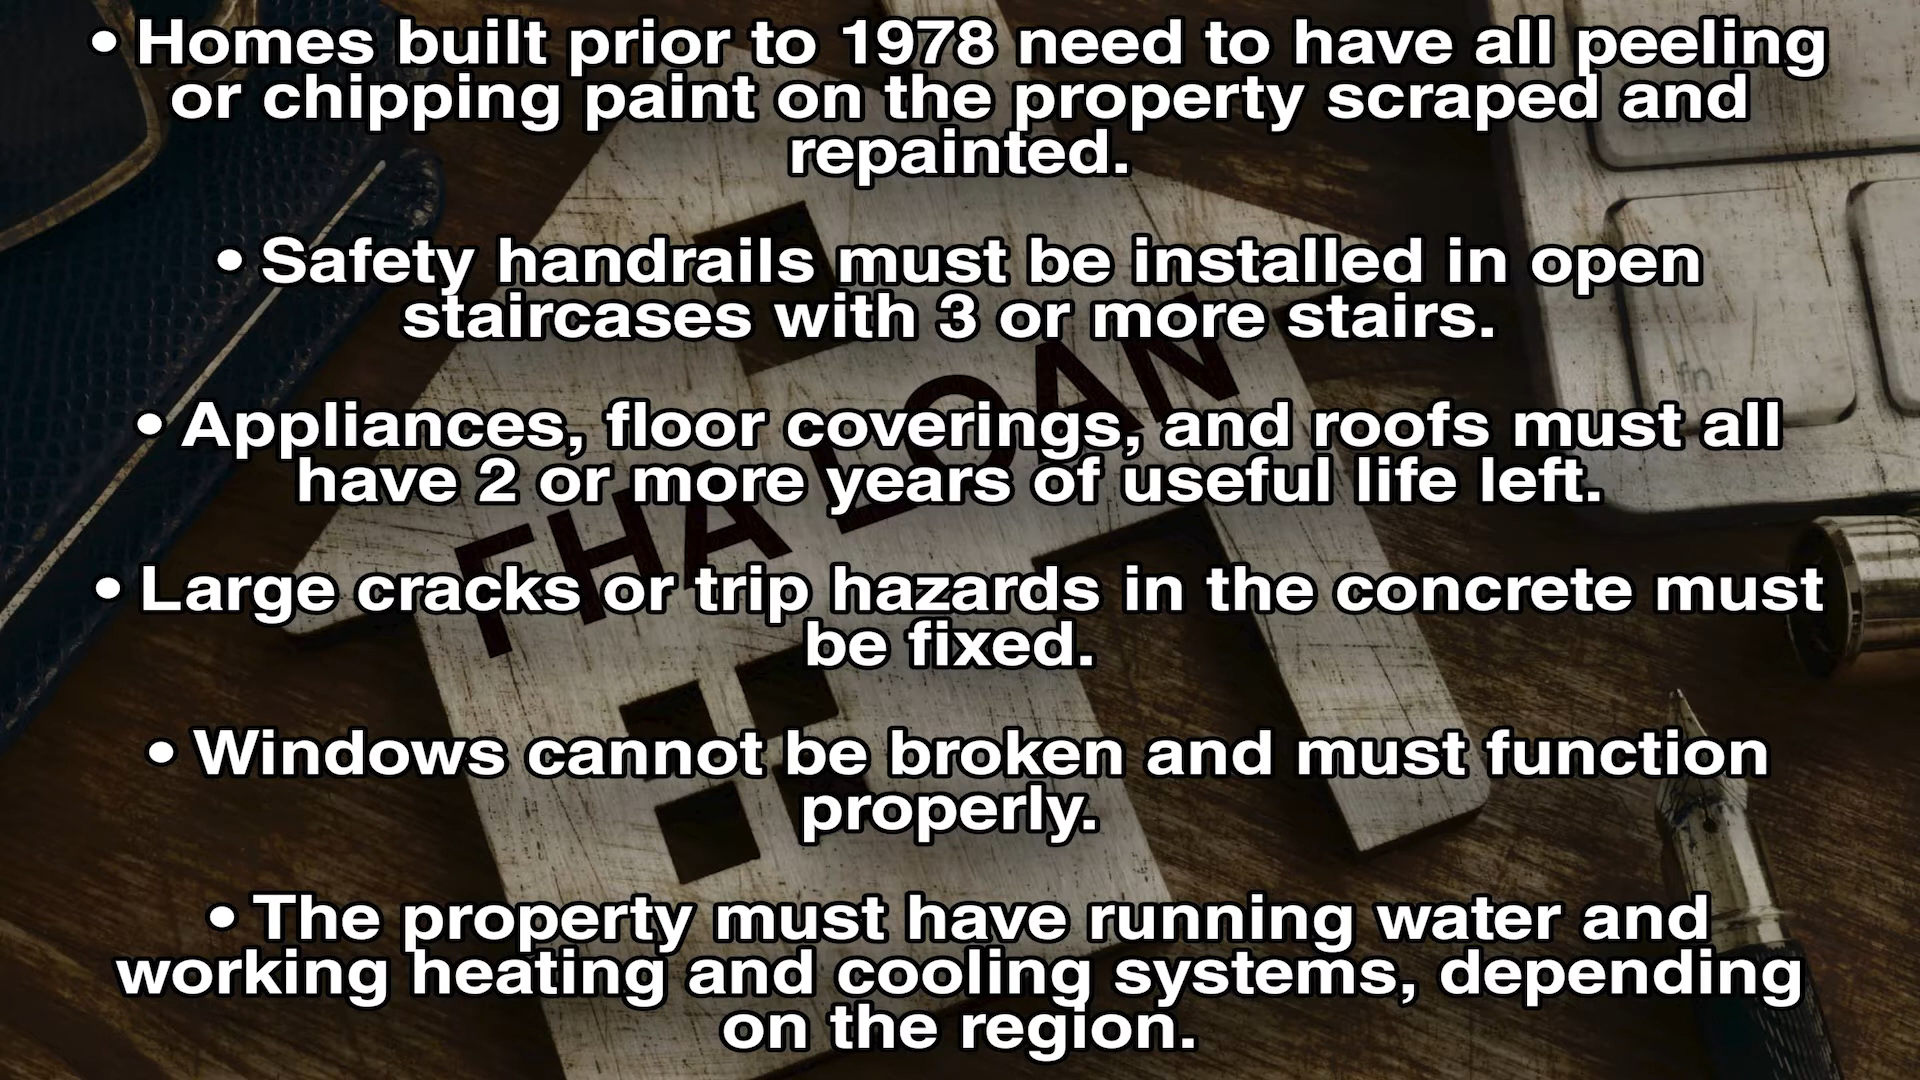 • Homes built prior to 1978 need to have all peeling
or chipping paint on the property scraped and
repainted.
• Safety handrails must be installed in open
staircases with 3 or more stairs.
• Appliances, floor coverings, and roofs must all
have 2 or more years of useful life left.
• Large cracks or trip hazards in the concrete must
be fixed.
• Windows cannot be broken and must function
properly.
• The property must have running water and
working heating and cooling systems, depending
on the region.
FHA LOAN
fn